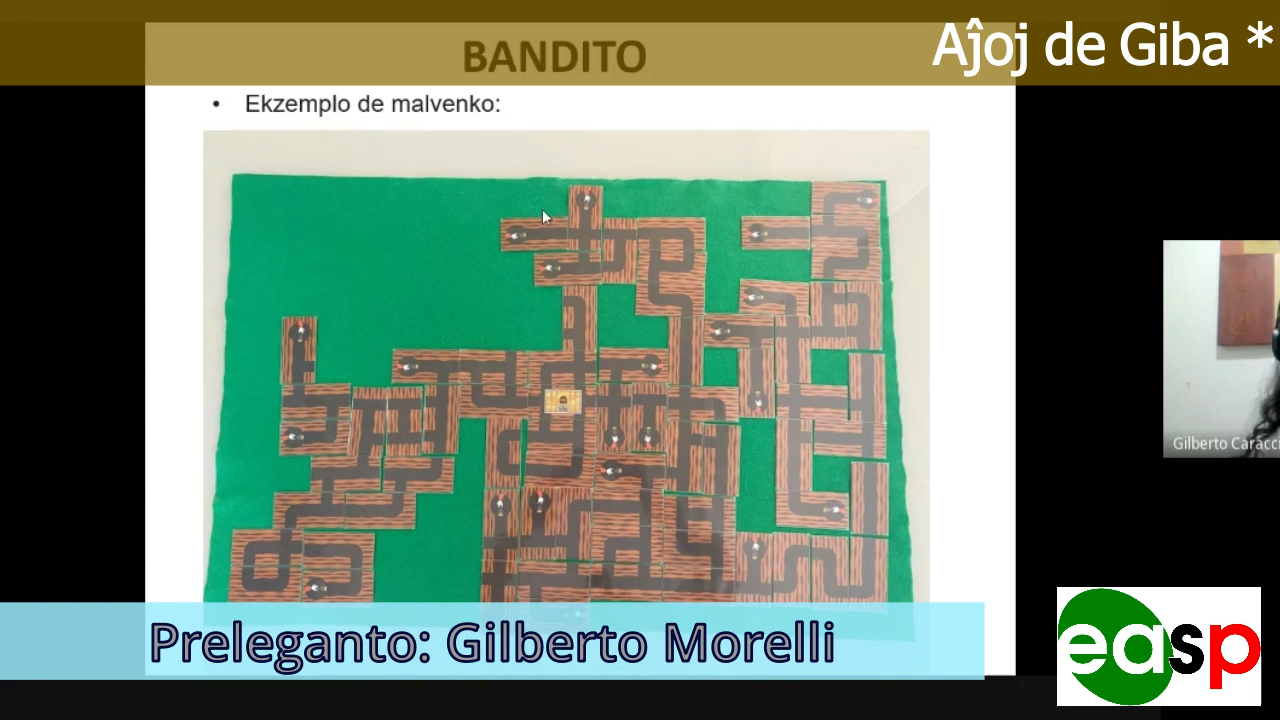 BANDITO
Aĵoj de Giba *
• Ekzemplo de malvenko:
Gilberto Caracci
Preleganto: Gilberto Morelli
easp